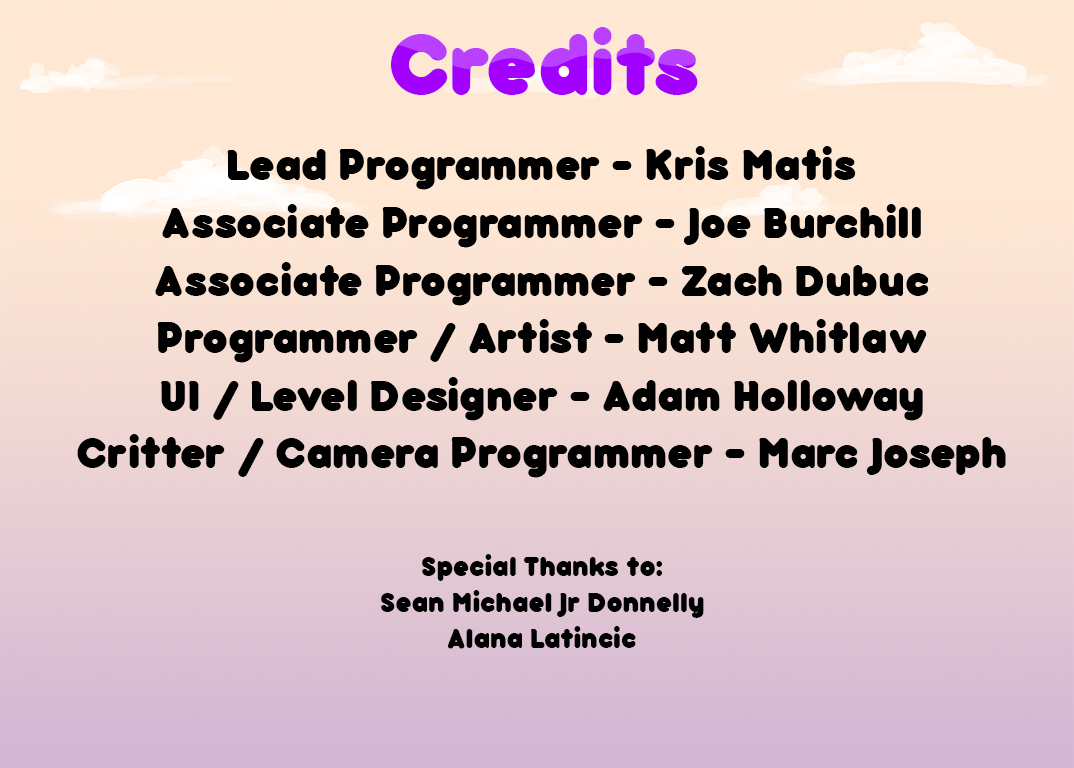 Credits
Lead Programmer - Kris Matis
Associate Programmer - Joe Burchill
Associate Programmer - Zach Dubuc
Programmer / Artist - Matt Whitlaw
UI / Level Designer - Adam Holloway
Critter / Camera Programmer - Marc Joseph
Special Thanks to:
Sean Michael Jr Donnelly
Alana Latincic